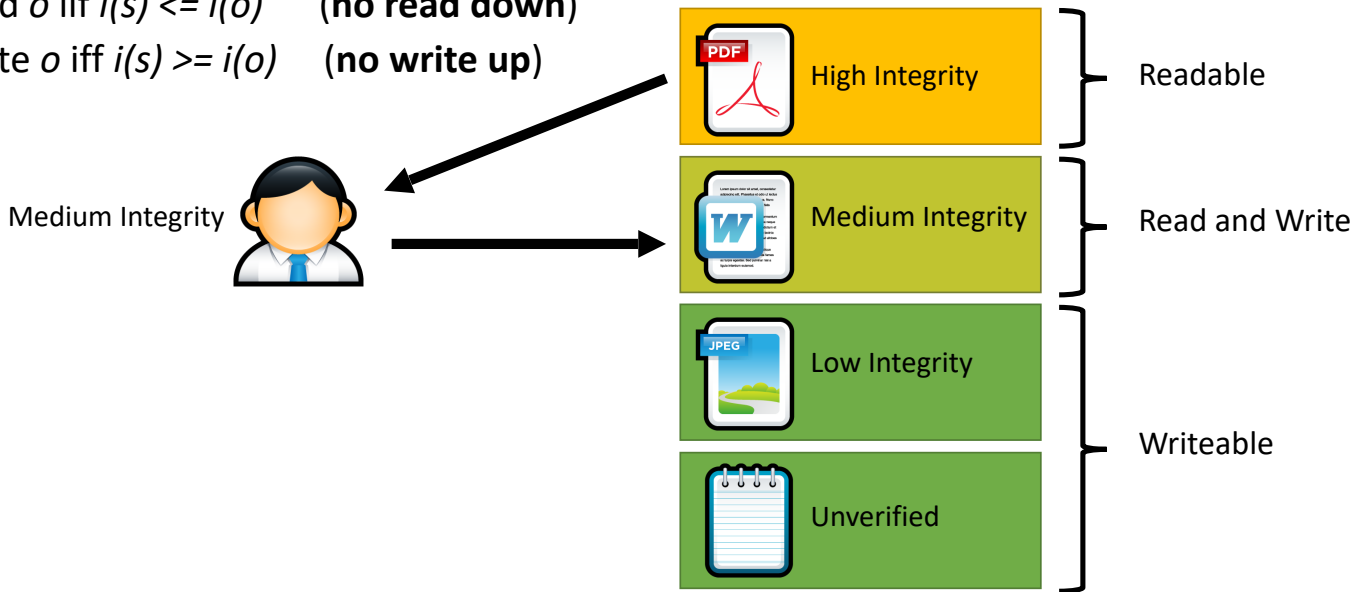 d o iff i(s) <= i(o) (no read down)
te o iff i(s) >= i(o) (no write up)
PDF
High Integrity
Readable
Medium Integrity
W
Medium Integrity
Read and Write
JPEG
Low Integrity
Writeable
Unverified